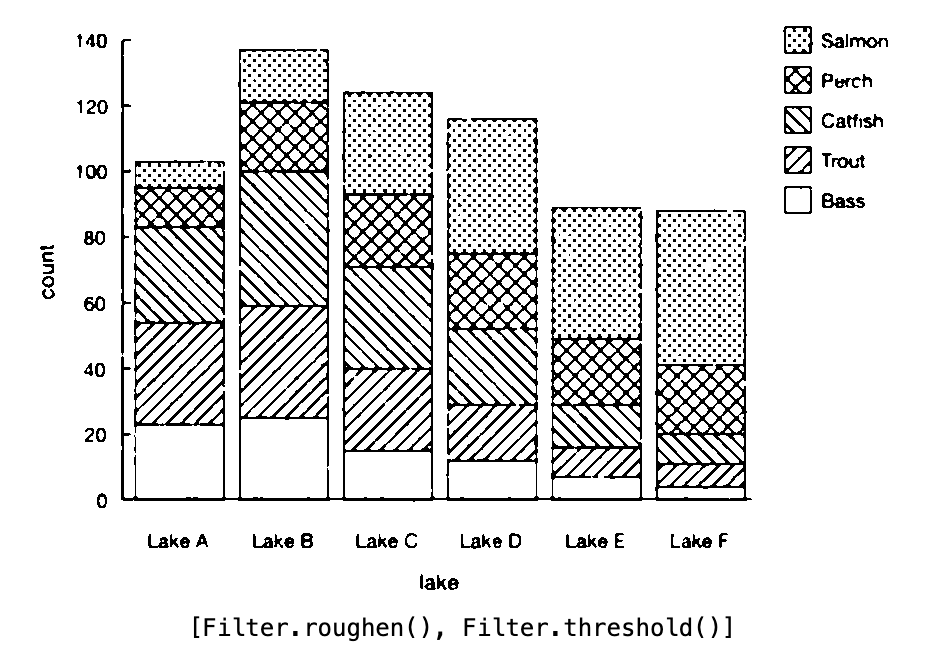 140
120
100
80
60
40
20
0
count
Lake A Lake B Lake C Lake D Lake E Lake F
lake
Salmon
Perch
Catfish
Trout
Bass
[Filter.roughen(), Filter.threshold()]